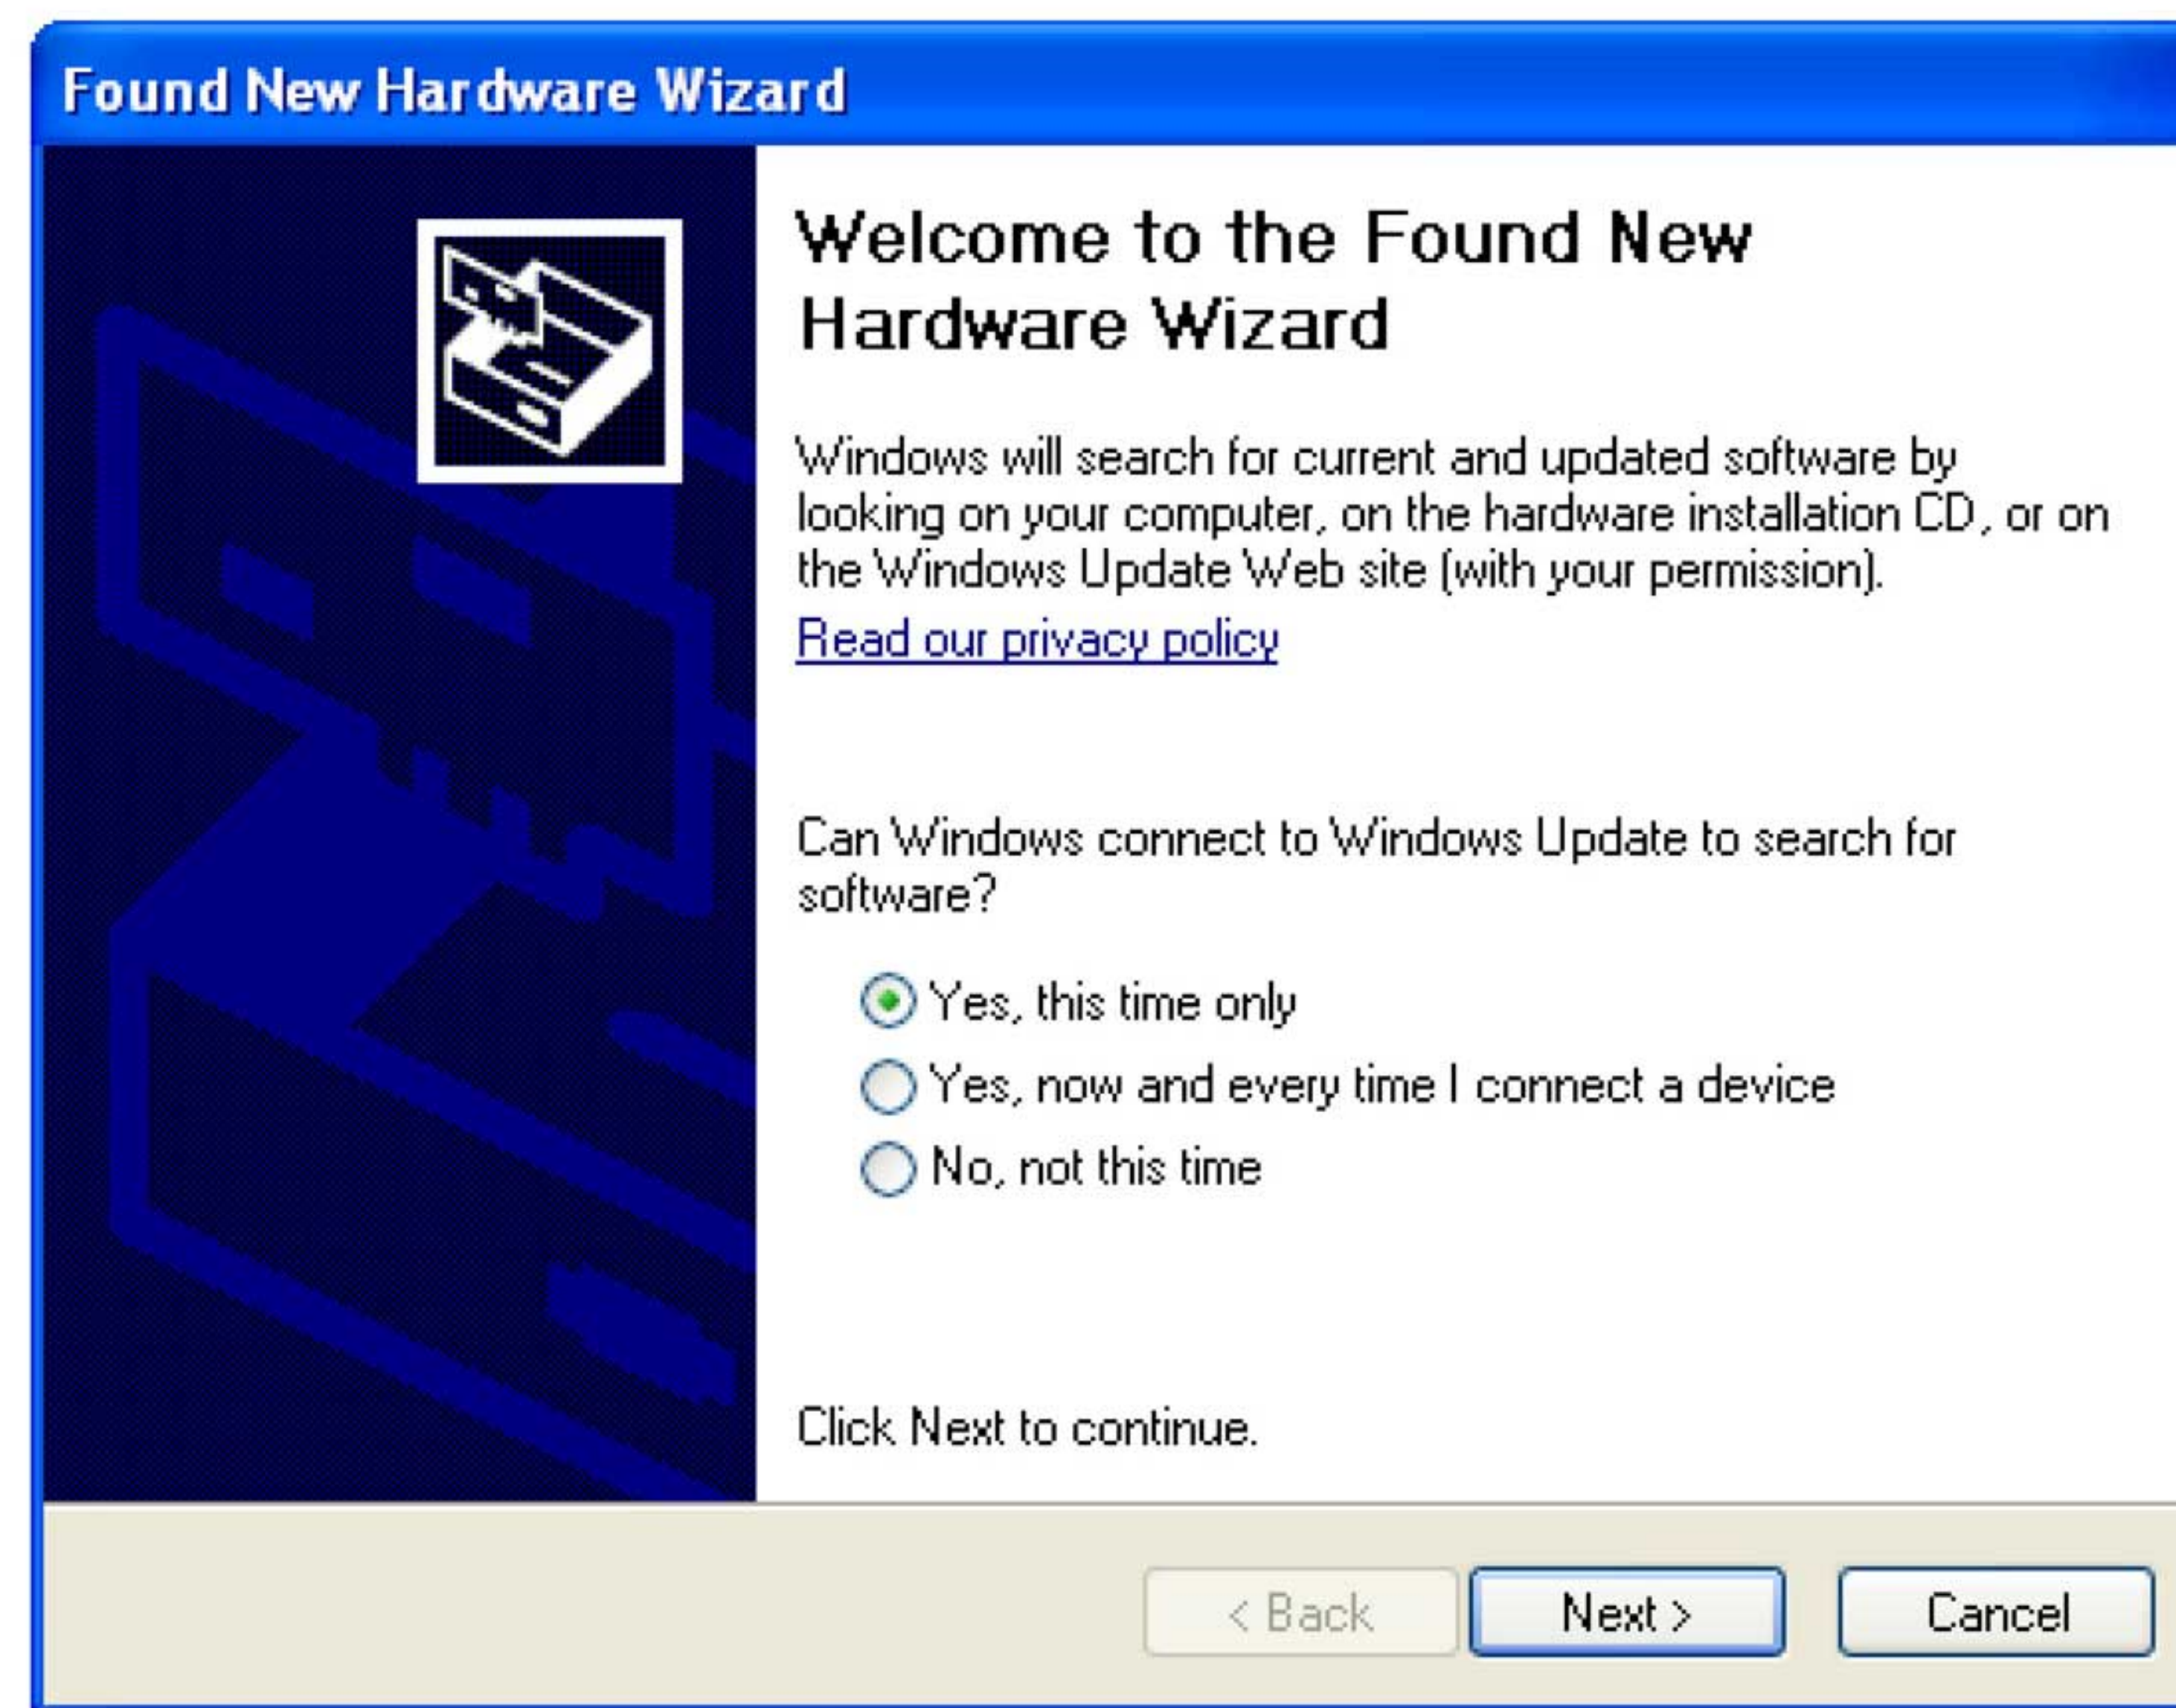 Found New Hardware Wizard
Welcome to the Found New
Hardware Wizard
Windows will search for current and updated software by
looking on your computer, on the hardware installation CD, or on
the Windows Update Web site (with your permission).
Read our privacy policy
Can Windows connect to Windows Update to search for
software?
Yes, this time only
Yes, now and every time I connect a device
No, not this time
Click Next to continue.
< Back
Next >
Cancel